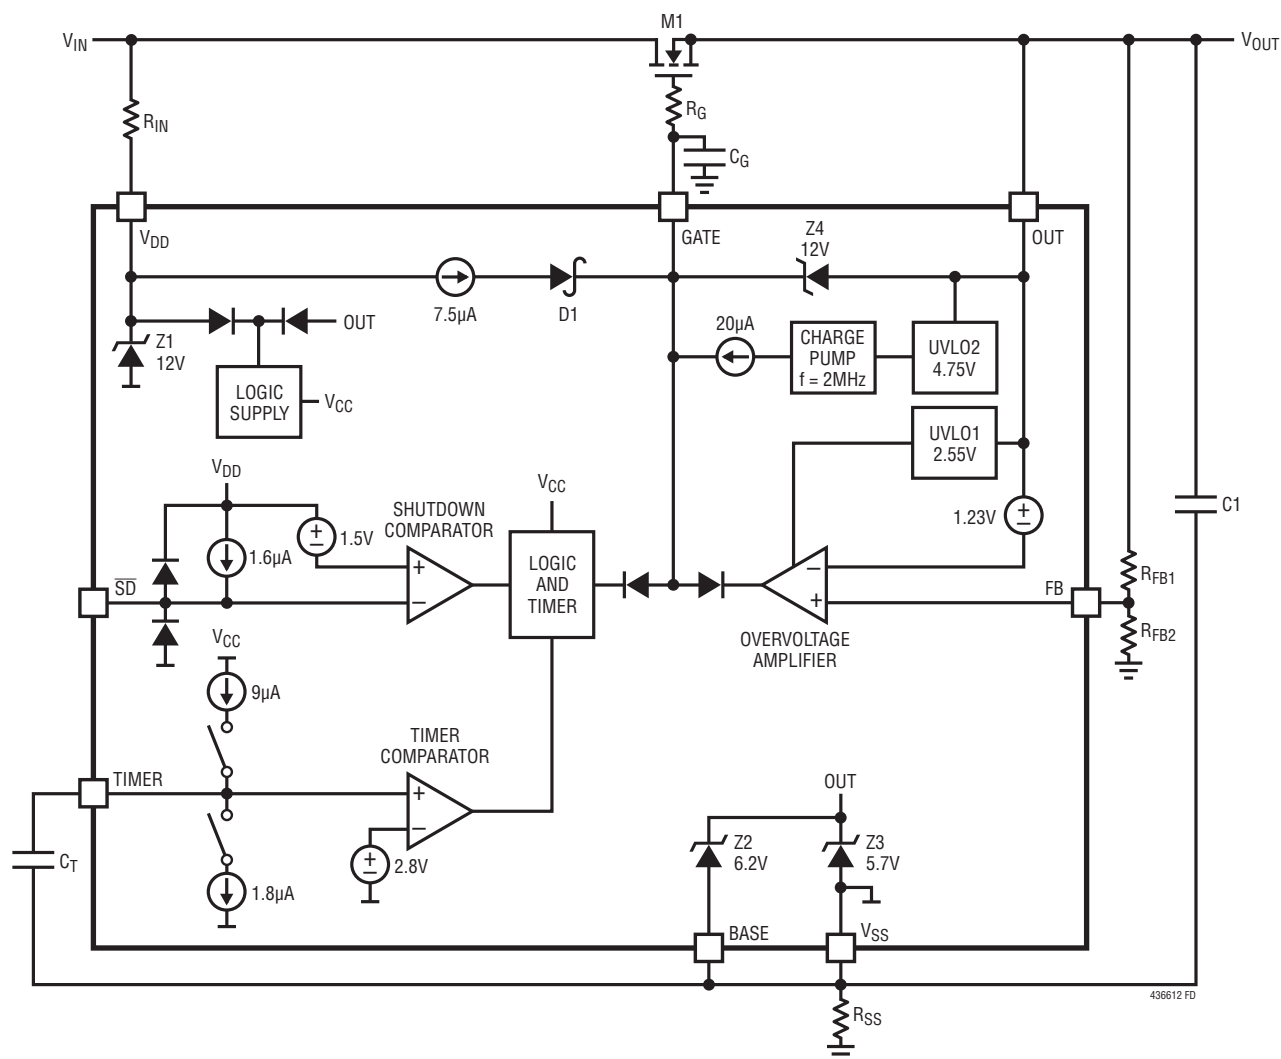 M1
VIN
VOUT
RIN
RG
CG
VDD
GATE
OUT
Z4
12V
7.5µA
D1
20µA
CHARGE
PUMP
f = 2MHz
UVLO2
4.75V
Z1
12V
OUT
LOGIC
SUPPLY
VCC
UVLO1
2.55V
VDD
SHUTDOWN
COMPARATOR
VCC
1.23V
C1
1.5V
1.6µA
+
–
LOGIC
AND
TIMER
–
+
SD
FB
RFB1
RFB2
OVERVOLTAGE
AMPLIFIER
VCC
9µA
TIMER
COMPARATOR
TIMER
+
–
OUT
2.8V
Z2
6.2V
Z3
5.7V
CT
1.8µA
BASE
VSS
436612 FD
RSS